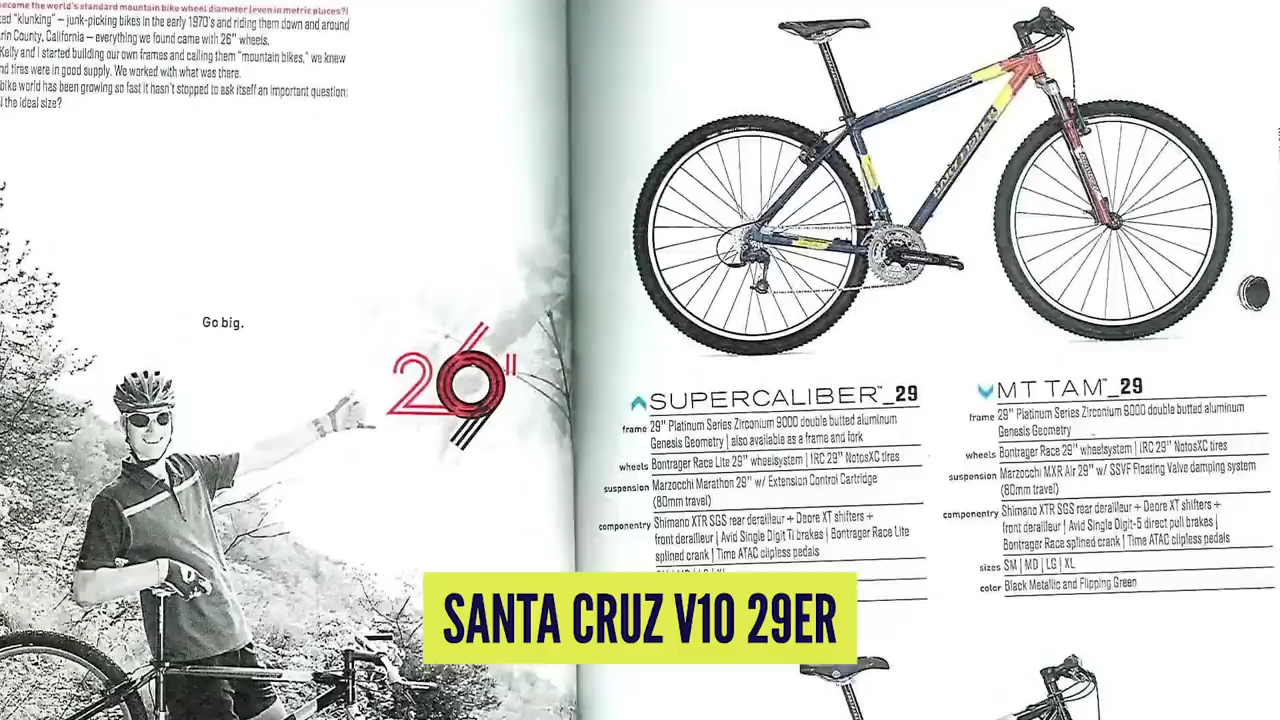 become the world's standard mountain bike wheel diameter (even in metric places?)
ted "klunking" – junk-picking bikes in the early 1970's and riding them down and around
rin County, California – everything we found came with 26" wheels.
Kelly and I started building our own frames and calling them "mountain bikes," we knew
nd tires were in good supply. We worked with what was there.
bike world has been growing so fast it hasn't stopped to ask itself an important question:
l the ideal size?
Go big.
29"
GARY FISHER
SUPERCALIBER™_29
frame 29" Platinum Series Zirconium 9000 double butted aluminum
Genesis Geometry | also available as a frame and fork
wheels Bontrager Race Lite 29" wheelsystem | IRC 29" NotosXC tires
suspension Marzocchi Marathon 29" w/ Extension Control Cartridge
(80mm travel)
componentry Shimano XTR SGS rear derailleur + Deore XT shifters +
front derailleur | Avid Single Digit Ti brakes | Bontrager Race Lite
splined crank | Time ATAC clipless pedals
MT TAM™_29
frame 29" Platinum Series Zirconium 9000 double butted aluminum
Genesis Geometry
wheels Bontrager Race 29" wheelsystem | IRC 29" NotosXC tires
suspension Marzocchi MXR Air 29" w/ SSVF Floating Valve damping system
(80mm travel)
componentry Shimano XTR SGS rear derailleur + Deore XT shifters +
front derailleur | Avid Single Digit-5 direct pull brakes |
Bontrager Race splined crank | Time ATAC clipless pedals
sizes SM | MD | LG | XL
color Black Metallic and Flipping Green
SANTA CRUZ V10 29ER